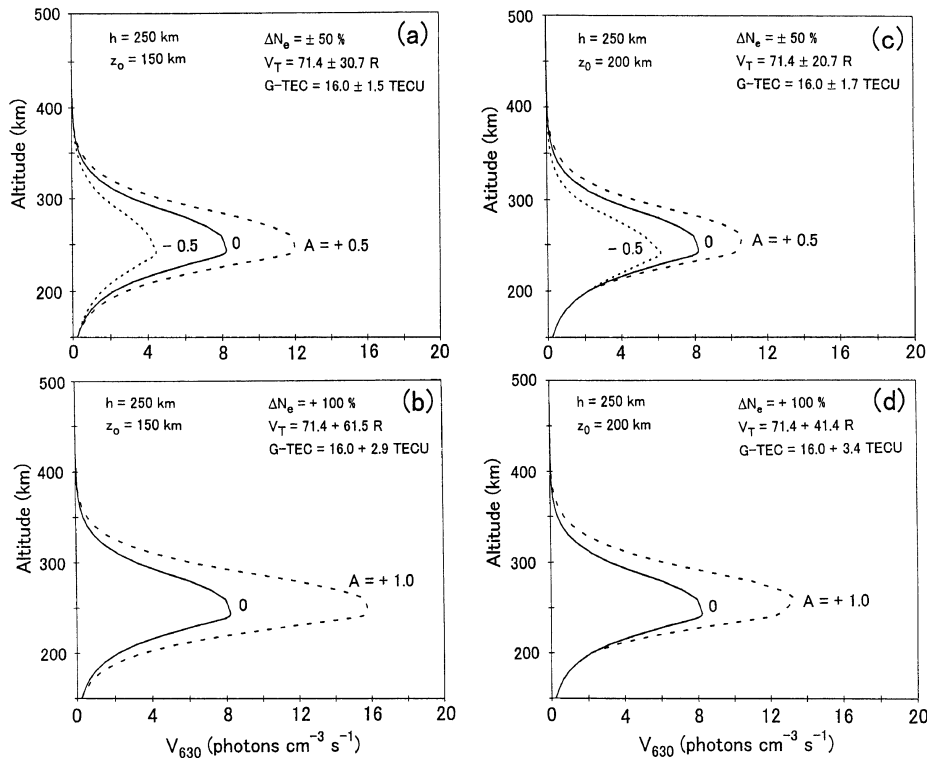 (a)
h = 250 km
z₀ = 150 km
ΔNₑ = ± 50 %
V_T = 71.4 ± 30.7 R
G-TEC = 16.0 ± 1.5 TECU
Altitude (km)
500
400
300
200
− 0.5
0
A = + 0.5
0 4 8 12 16 20
(c)
h = 250 km
z₀ = 200 km
ΔNₑ = ± 50 %
V_T = 71.4 ± 20.7 R
G-TEC = 16.0 ± 1.7 TECU
Atitude (km)
500
400
300
200
− 0.5
0
A = + 0.5
0 4 8 12 16 20
(b)
h = 250 km
z₀ = 150 km
ΔNₑ = + 100 %
V_T = 71.4 + 61.5 R
G-TEC = 16.0 + 2.9 TECU
Altitude (km)
500
400
300
200
0
A = + 1.0
0 4 8 12 16 20
V₆₃₀ (photons cm⁻³ s⁻¹)
(d)
h = 250 km
z₀ = 200 km
ΔNₑ = + 100 %
V_T = 71.4 + 41.4 R
G-TEC = 16.0 + 3.4 TECU
Altitude (km)
500
400
300
200
0
A = + 1.0
0 4 8 12 16 20
V₆₃₀ (photons cm⁻³ s⁻¹)